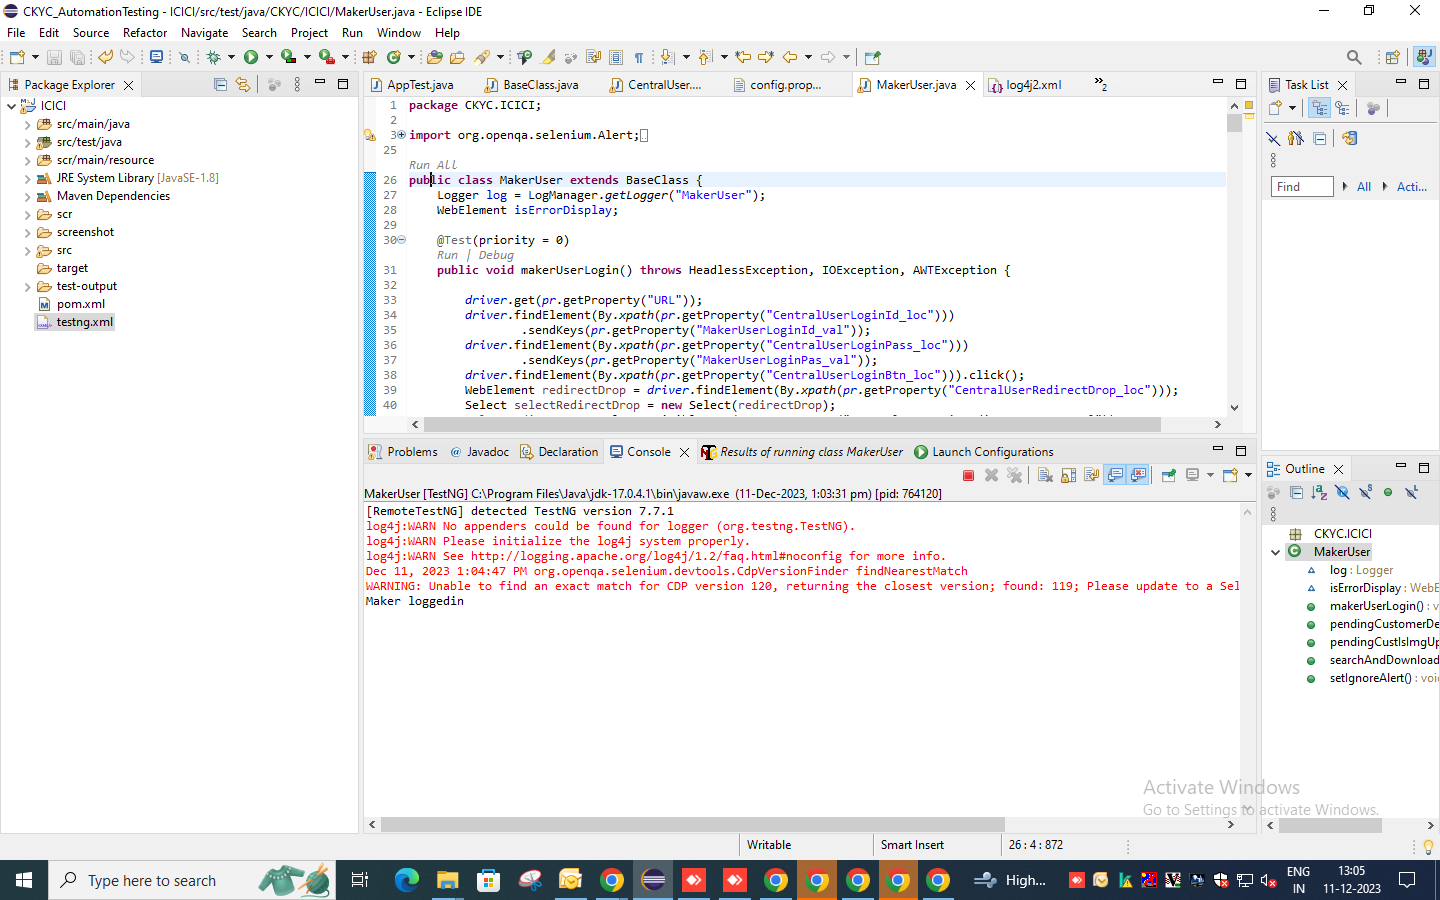 CKYC_AutomationTesting - ICICI/src/test/java/CKYC/ICICI/MakerUser.java - Eclipse IDE
File Edit Source Refactor Navigate Search Project Run Window Help
Package Explorer
ICICI
src/main/java
src/test/java
scr/main/resource
JRE System Library [JavaSE-1.8]
Maven Dependencies
scr
screenshot
src
target
test-output
pom.xml
testng.xml
AppTest.java BaseClass.java CentralUser.... config.prop... MakerUser.java log4j2.xml »2
1 package CKYC.ICICI;
2
3 import org.openqa.selenium.Alert;
25
Run All
26 public class MakerUser extends BaseClass {
27 Logger log = LogManager.getLogger("MakerUser");
28 WebElement isErrorDisplay;
29
30 @Test(priority = 0)
Run | Debug
31 public void makerUserLogin() throws HeadlessException, IOException, AWTException {
32
33 driver.get(pr.getProperty("URL"));
34 driver.findElement(By.xpath(pr.getProperty("CentralUserLoginId_loc")))
35 .sendKeys(pr.getProperty("MakerUserLoginId_val"));
36 driver.findElement(By.xpath(pr.getProperty("CentralUserLoginPass_loc")))
37 .sendKeys(pr.getProperty("MakerUserLoginPas_val"));
38 driver.findElement(By.xpath(pr.getProperty("CentralUserLoginBtn_loc"))).click();
39 WebElement redirectDrop = driver.findElement(By.xpath(pr.getProperty("CentralUserRedirectDrop_loc")));
40 Select selectRedirectDrop = new Select(redirectDrop);
Problems @ Javadoc Declaration Console Results of running class MakerUser Launch Configurations
MakerUser [TestNG] C:\Program Files\Java\jdk-17.0.4.1\bin\javaw.exe (11-Dec-2023, 1:03:31 pm) [pid: 764120]
[RemoteTestNG] detected TestNG version 7.7.1
log4j:WARN No appenders could be found for logger (org.testng.TestNG).
log4j:WARN Please initialize the log4j system properly.
log4j:WARN See http://logging.apache.org/log4j/1.2/faq.html#noconfig for more info.
Dec 11, 2023 1:04:47 PM org.openqa.selenium.devtools.CdpVersionFinder findNearestMatch
WARNING: Unable to find an exact match for CDP version 120, returning the closest version; found: 119; Please update to a Sel
Maker loggedin
Task List
Find All Acti...
Outline
CKYC.ICICI
MakerUser
log : Logger
isErrorDisplay : WebE
makerUserLogin() : v
pendingCustomerDe
pendingCustIsImgUp
searchAndDownload
setIgnoreAlert() : voi
Activate Windows
Go to Settings to activate Windows.
Writable Smart Insert 26 : 4 : 872
Type here to search
High...
ENG
IN
13:05
11-12-2023